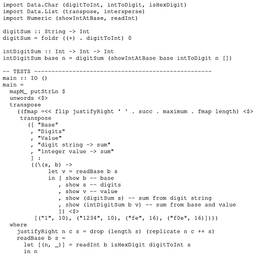 import Data.Char (digitToInt, intToDigit, isHexDigit)
import Data.List (transpose, intersperse)
import Numeric (showIntAtBase, readInt)
digitSum :: String -> Int
digitSum = foldr ((+) . digitToInt) 0
intDigitSum :: Int -> Int -> Int
intDigitSum base n = digitSum (showIntAtBase base intToDigit n [])
-- TESTS
main :: IO ()
main =
mapM_ putStrLn $
unwords <$>
transpose
((fmap =<< flip justifyRight ' ' . succ . maximum . fmap length) <$>
transpose
([ "Base"
, "Digits"
, "Value"
, "digit string -> sum"
, "integer value -> sum"
] :
((\(s, b) ->
let v = readBase b s
in [ show b -- base
, show s -- digits
, show v -- value
, show (digitSum s) -- sum from digit string
, show (intDigitSum b v) -- sum from base and value
]) <$>
[("1", 10), ("1234", 10), ("fe", 16), ("f0e", 16)])))
where
justifyRight n c s = drop (length s) (replicate n c ++ s)
readBase b s =
let [(n, _)] = readInt b isHexDigit digitToInt s
in n